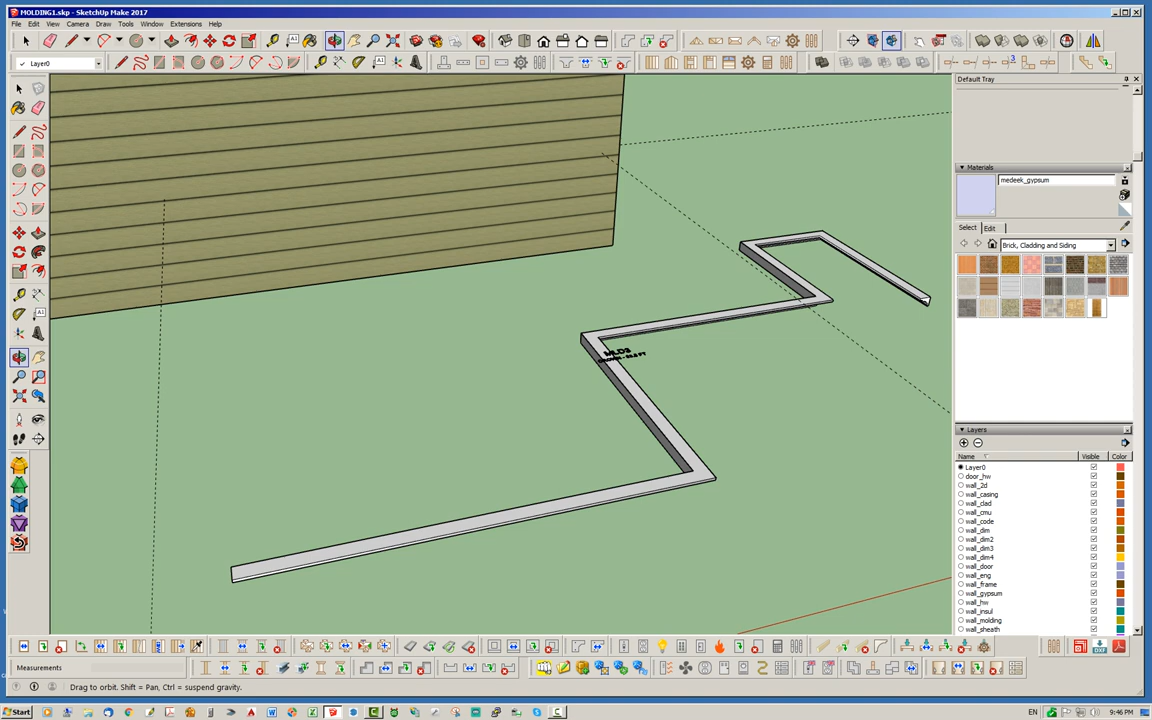 MOLDING1.skp - SketchUp Make 2017
File Edit View Camera Draw Tools Window Extensions Help
Layer0
Default Tray
Materials
medeek_gypsum
Select Edit
Brick, Cladding and Siding
MLD3
Layers
Name Visible Color
Layer0
door_hw
wall_2d
wall_casing
wall_clad
wall_cmu
wall_code
wall_dim
wall_dim2
wall_dim3
wall_dim4
wall_door
wall_eng
wall_frame
wall_gypsum
wall_hw
wall_insul
wall_molding
wall_sheath
Measurements
Drag to orbit. Shift = Pan, Ctrl = suspend gravity.
Start
EN
9:46 PM